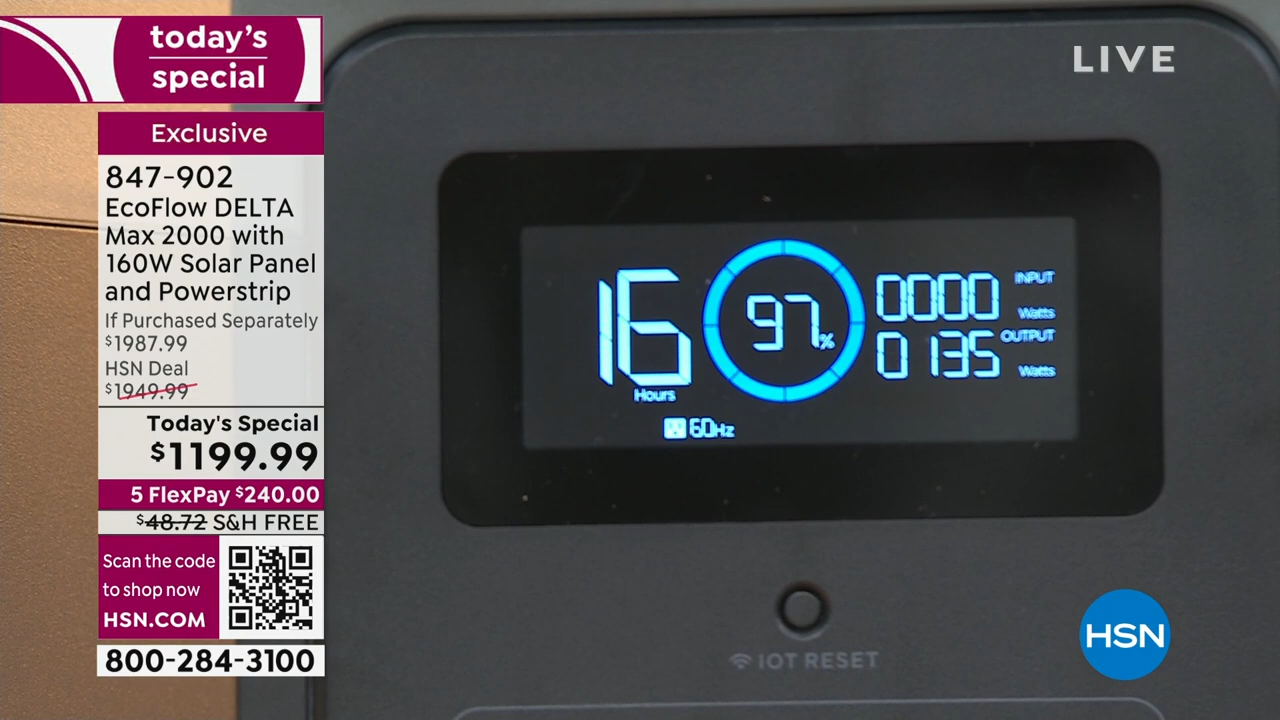 today's
special
Exclusive
847-902
EcoFlow DELTA
Max 2000 with
160W Solar Panel
and Powerstrip
If Purchased Separately
$1987.99
HSN Deal
$1949.99
Today's Special
$1199.99
5 FlexPay $240.00
$48.72 S&H FREE
Scan the code
to shop now
HSN.COM
800-284-3100
LIVE
16
Hours
97%
0000 INPUT
Watts
0135 OUTPUT
Watts
60Hz
IOT RESET
HSN